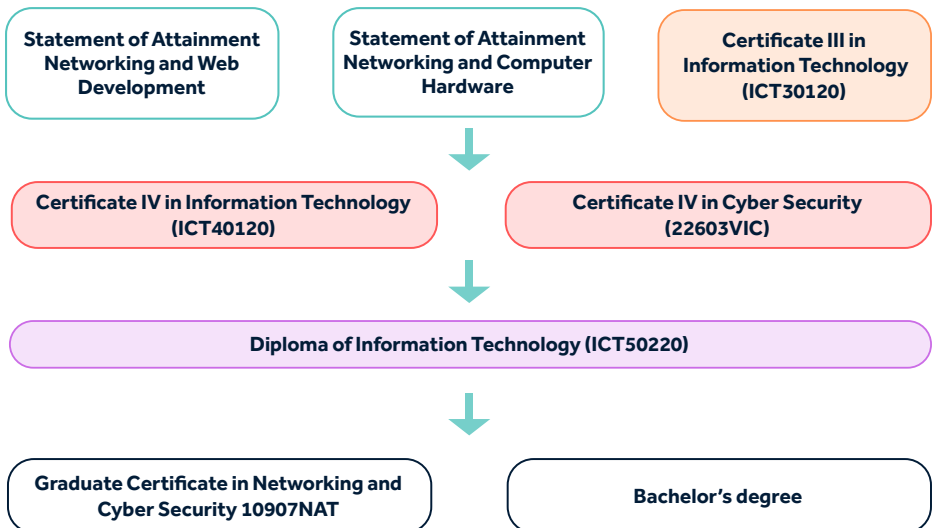 Statement of Attainment
Networking and Web
Development
Statement of Attainment
Networking and Computer
Hardware
Certificate III in
Information Technology
(ICT30120)
Certificate IV in Information Technology
(ICT40120)
Certificate IV in Cyber Security
(22603VIC)
Diploma of Information Technology (ICT50220)
Graduate Certificate in Networking and
Cyber Security 10907NAT
Bachelor’s degree